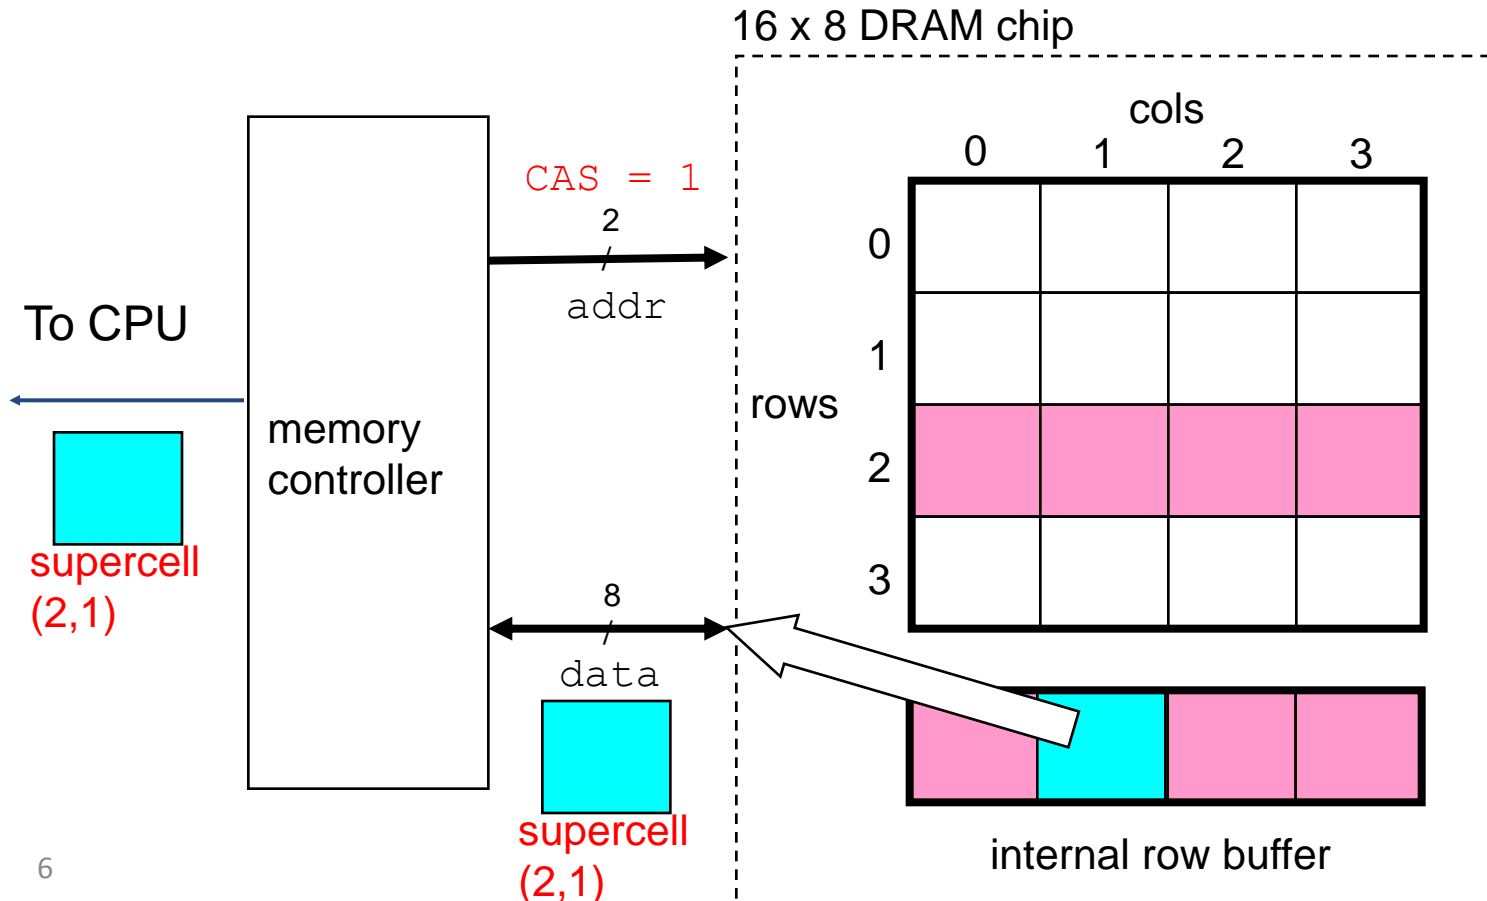 16 x 8 DRAM chip
cols
0 1 2 3
CAS = 1
2
addr
0
To CPU
1
rows
memory
controller
2
supercell
(2,1)
3
8
data
supercell
(2,1)
internal row buffer
6